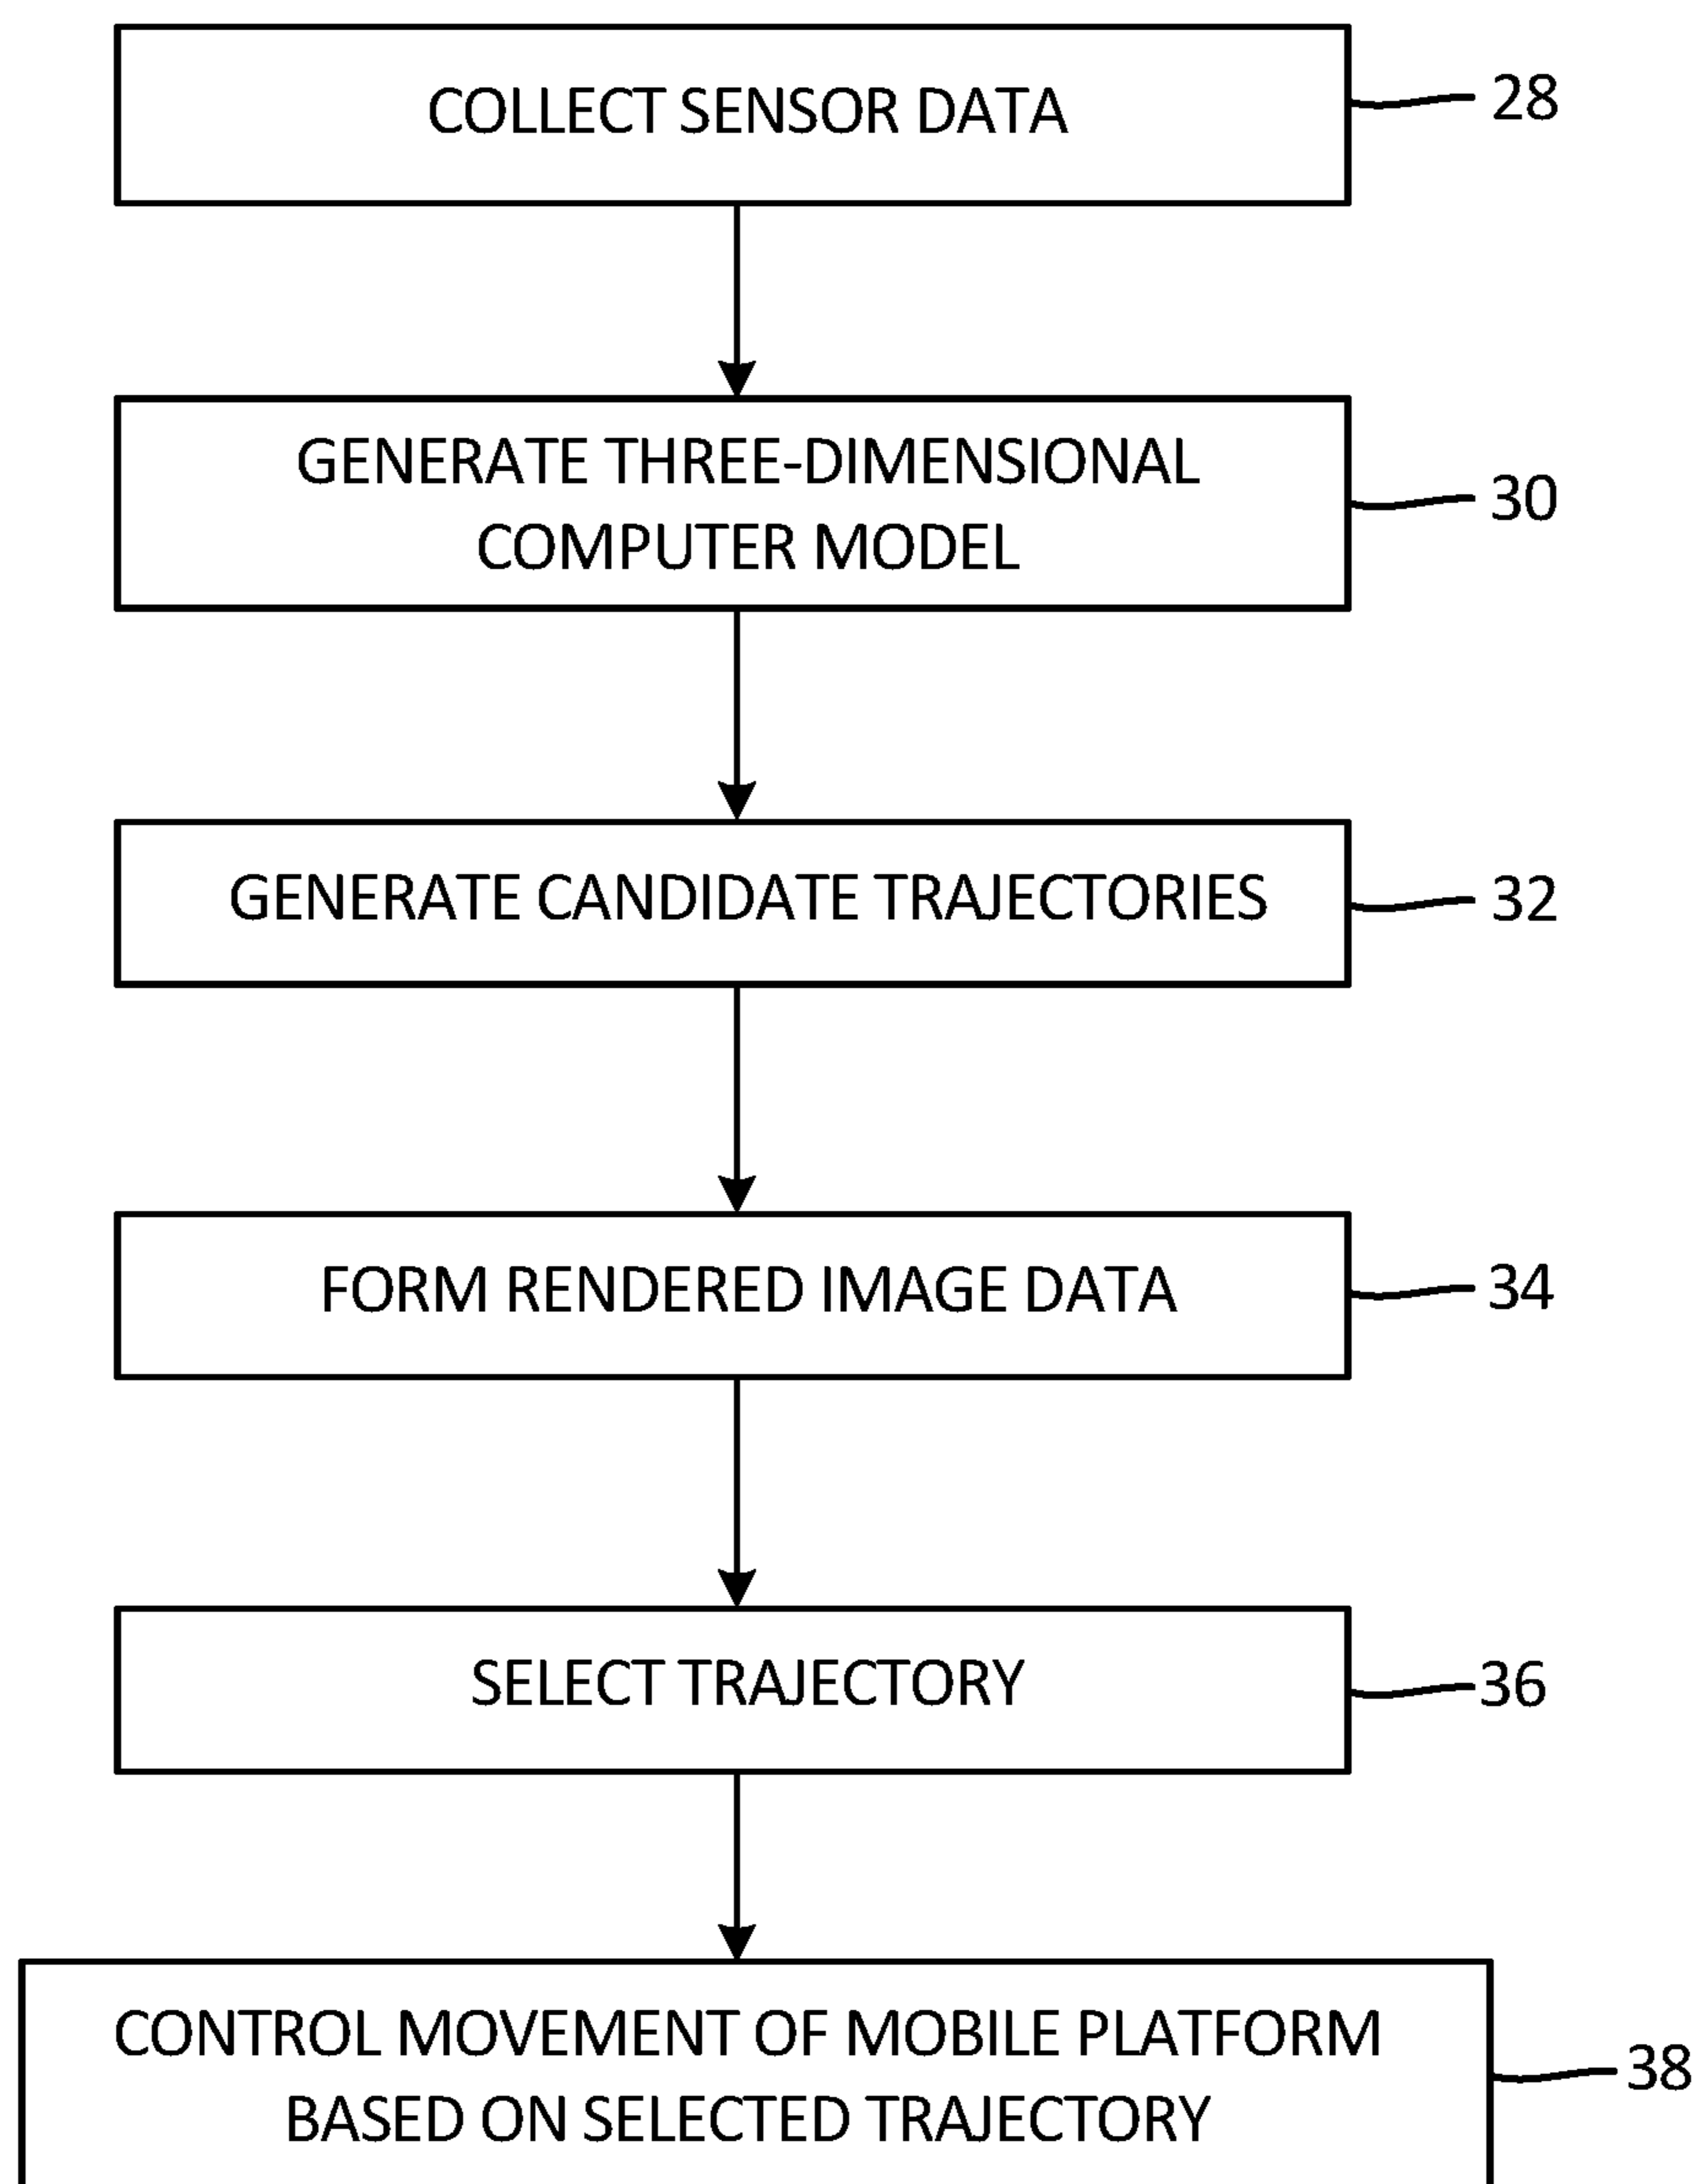 COLLECT SENSOR DATA
28
GENERATE THREE-DIMENSIONAL
COMPUTER MODEL
30
GENERATE CANDIDATE TRAJECTORIES
32
FORM RENDERED IMAGE DATA
34
SELECT TRAJECTORY
36
CONTROL MOVEMENT OF MOBILE PLATFORM
BASED ON SELECTED TRAJECTORY
38